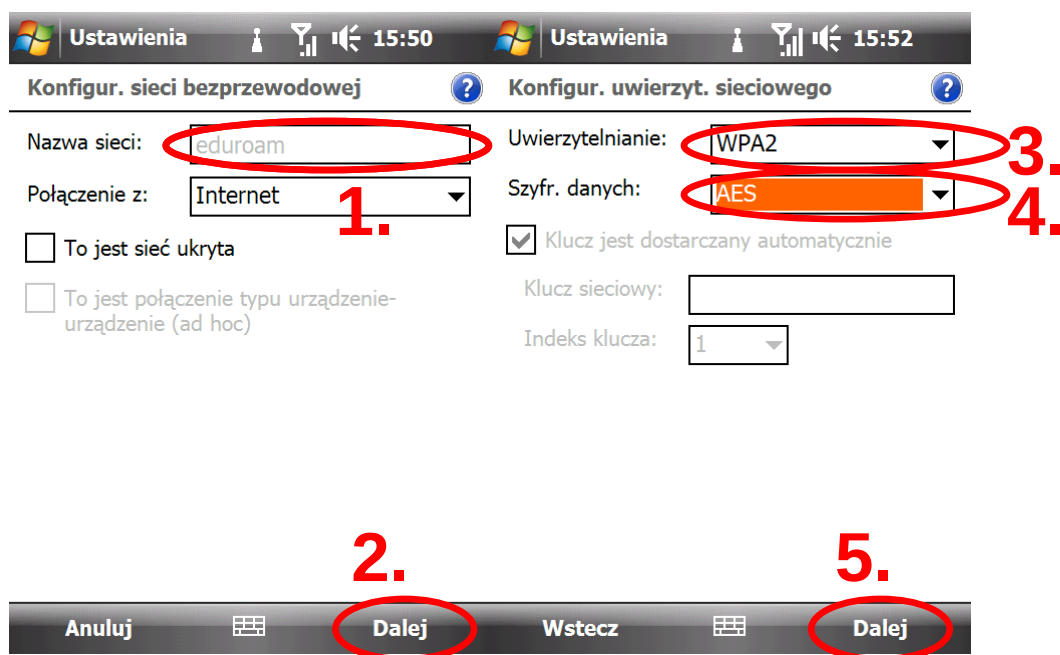 Ustawienia 15:50
Konfigur. sieci bezprzewodowej ?
Nazwa sieci: eduroam
Połączenie z: Internet
1.
To jest sieć ukryta
To jest połączenie typu urządzenie-
urządzenie (ad hoc)
2.
Anuluj Dalej
Ustawienia 15:52
Konfigur. uwierzyt. sieciowego ?
Uwierzytelnianie: WPA2 3.
Szyfr. danych: AES 4.
Klucz jest dostarczany automatycznie
Klucz sieciowy:
Indeks klucza: 1
5.
Wstecz Dalej